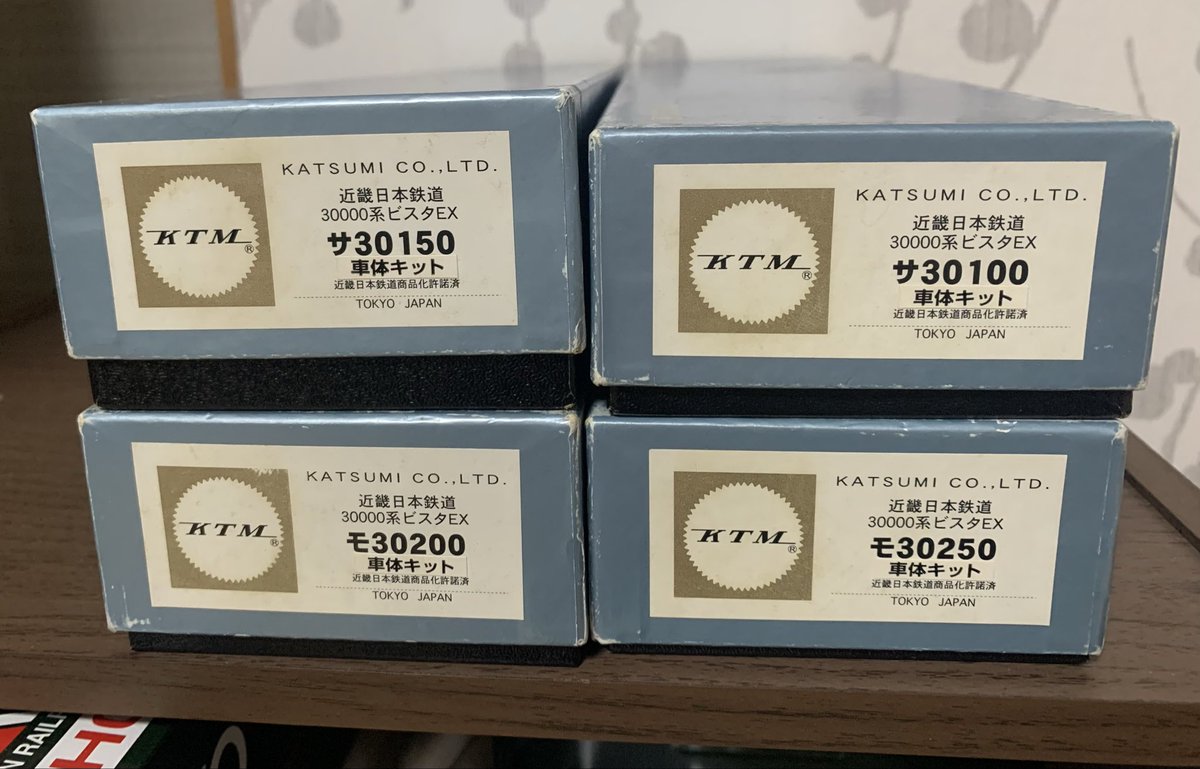 KATSUMI CO.,LTD.
近畿日本鉄道
30000系ビスタEX
サ30150
車体キット
近畿日本鉄道商品化許諾済
TOKYO JAPAN
KTM®
KATSUMI CO.,LTD.
近畿日本鉄道
30000系ビスタEX
サ30100
車体キット
近畿日本鉄道商品化許諾済
TOKYO JAPAN
KTM®
KATSUMI CO.,LTD.
近畿日本鉄道
30000系ビスタEX
モ30200
車体キット
近畿日本鉄道商品化許諾済
TOKYO JAPAN
KTM®
KATSUMI CO.,LTD.
近畿日本鉄道
30000系ビスタEX
モ30250
車体キット
近畿日本鉄道商品化許諾済
TOKYO JAPAN
KTM®